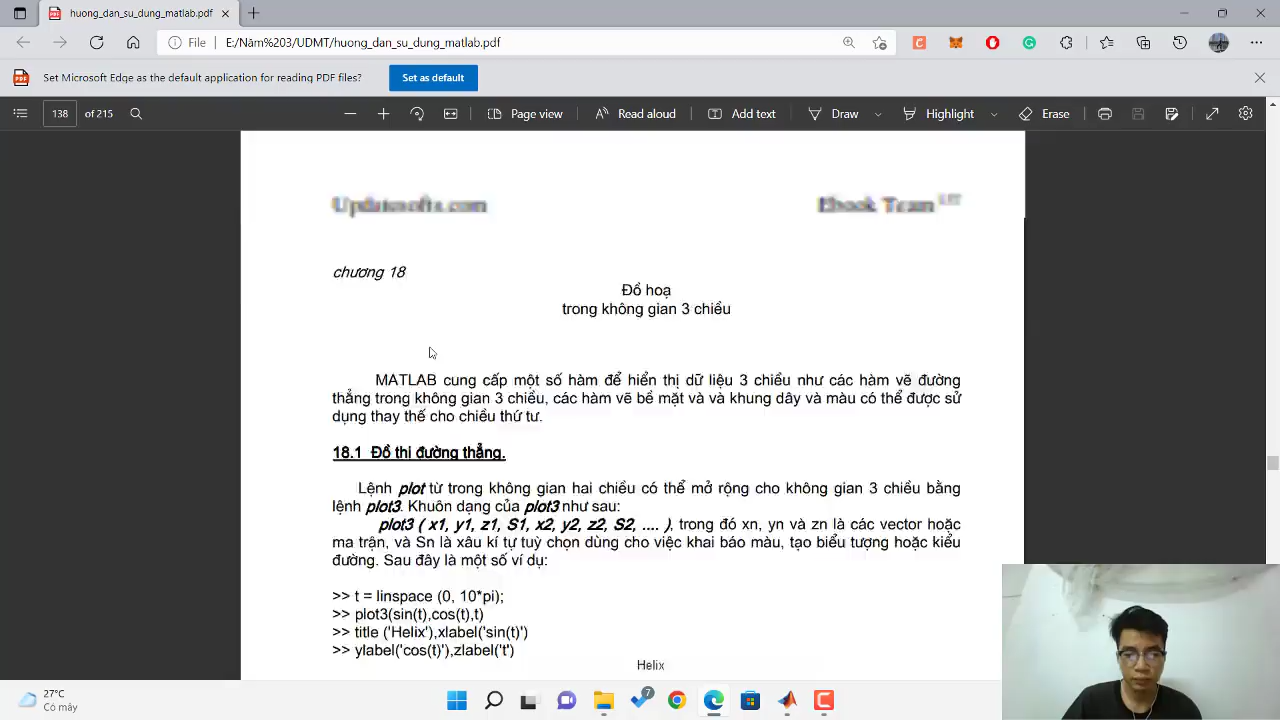 huong_dan_su_dung_matlab.pdf
File E:/Năm%203/UDMT/huong_dan_su_dung_matlab.pdf
Set Microsoft Edge as the default application for reading PDF files? Set as default
138 of 215 Page view Read aloud Add text Draw Highlight Erase
Updatesofts.com Ebook Team
chương 18
Đồ hoạ
trong không gian 3 chiều
MATLAB cung cấp một số hàm để hiển thị dữ liệu 3 chiều như các hàm vẽ đường
thẳng trong không gian 3 chiều, các hàm vẽ bề mặt và và khung dây và màu có thể được sử
dụng thay thế cho chiều thứ tư.
18.1 Đồ thi đường thẳng.
Lệnh plot từ trong không gian hai chiều có thể mở rộng cho không gian 3 chiều bằng
lệnh plot3. Khuôn dạng của plot3 như sau:
plot3 ( x1, y1, z1, S1, x2, y2, z2, S2, .... ), trong đó xn, yn và zn là các vector hoặc
ma trận, và Sn là xâu kí tự tuỳ chọn dùng cho việc khai báo màu, tạo biểu tượng hoặc kiểu
đường. Sau đây là một số ví dụ:
>> t = linspace (0, 10*pi);
>> plot3(sin(t),cos(t),t)
>> title ('Helix'),xlabel('sin(t)')
>> ylabel('cos(t)'),zlabel('t')
Helix
27°C
Có mây
7